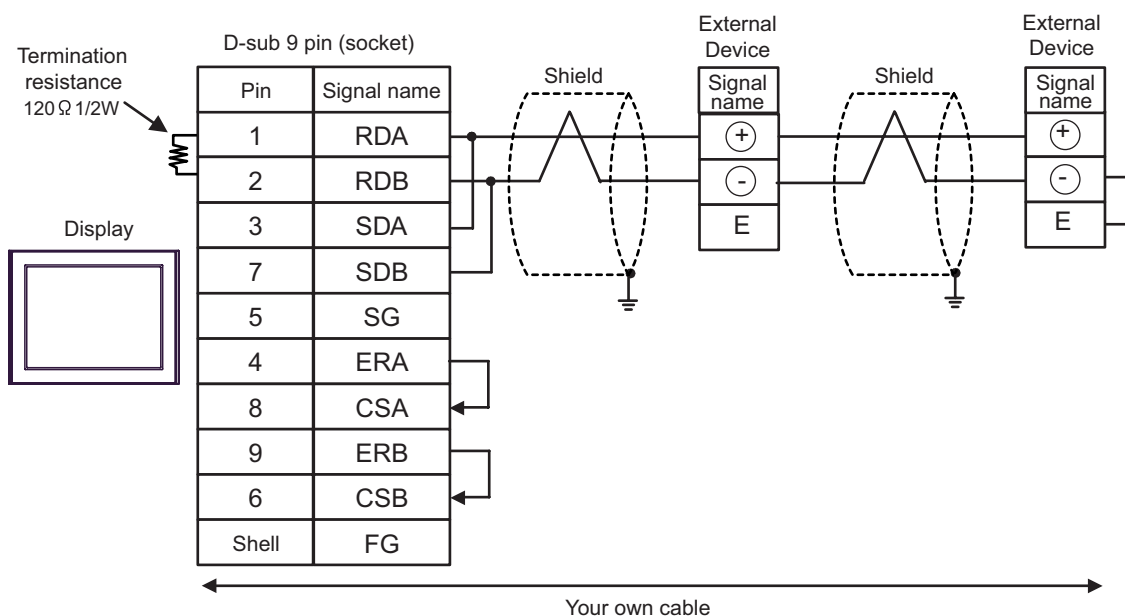 Termination
resistance
120Ω 1/2W
D-sub 9 pin (socket)
Pin Signal name
1 RDA
2 RDB
3 SDA
7 SDB
5 SG
4 ERA
8 CSA
9 ERB
6 CSB
Shell FG
Display
Shield
External
Device
Signal
name
+
-
E
Shield
External
Device
Signal
name
+
-
E
Your own cable